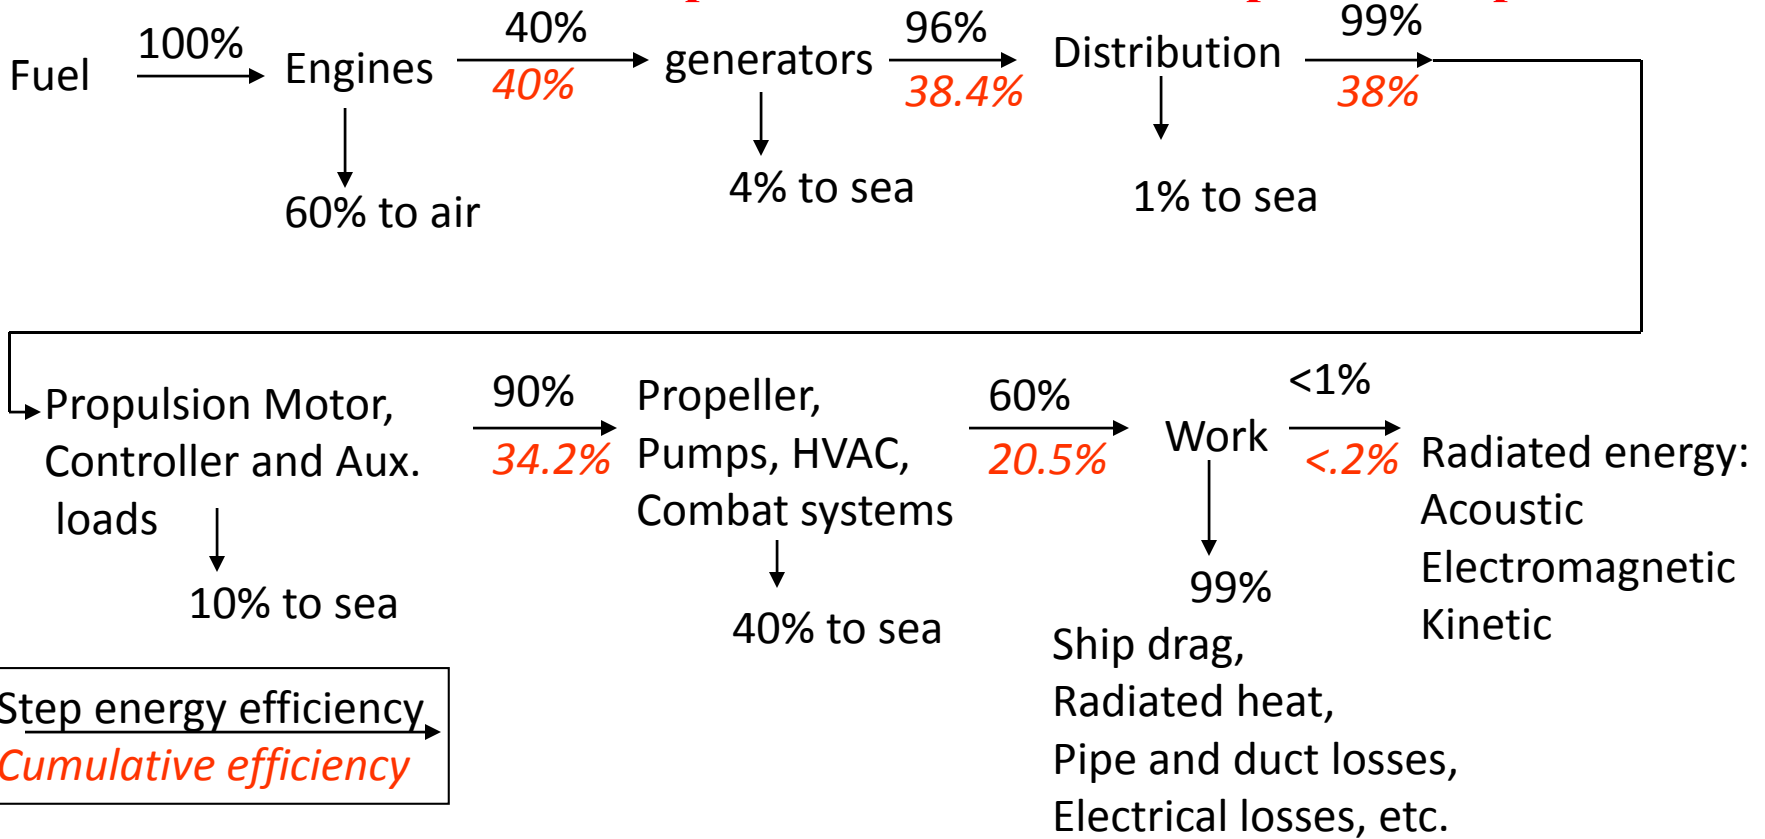 Fuel
100%
Engines
40%
40%
generators
96%
38.4%
Distribution
99%
38%
60% to air
4% to sea
1% to sea
Propulsion Motor,
Controller and Aux.
loads
90%
34.2%
Propeller,
Pumps, HVAC,
Combat systems
60%
20.5%
Work
<1%
<.2%
Radiated energy:
Acoustic
Electromagnetic
Kinetic
10% to sea
40% to sea
99%
Ship drag,
Radiated heat,
Pipe and duct losses,
Electrical losses, etc.
Step energy efficiency
Cumulative efficiency